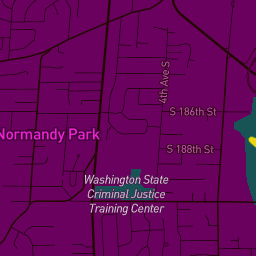 4th Ave S
S 186th St
Normandy Park
S 188th St
Washington State
Criminal Justice
Training Center